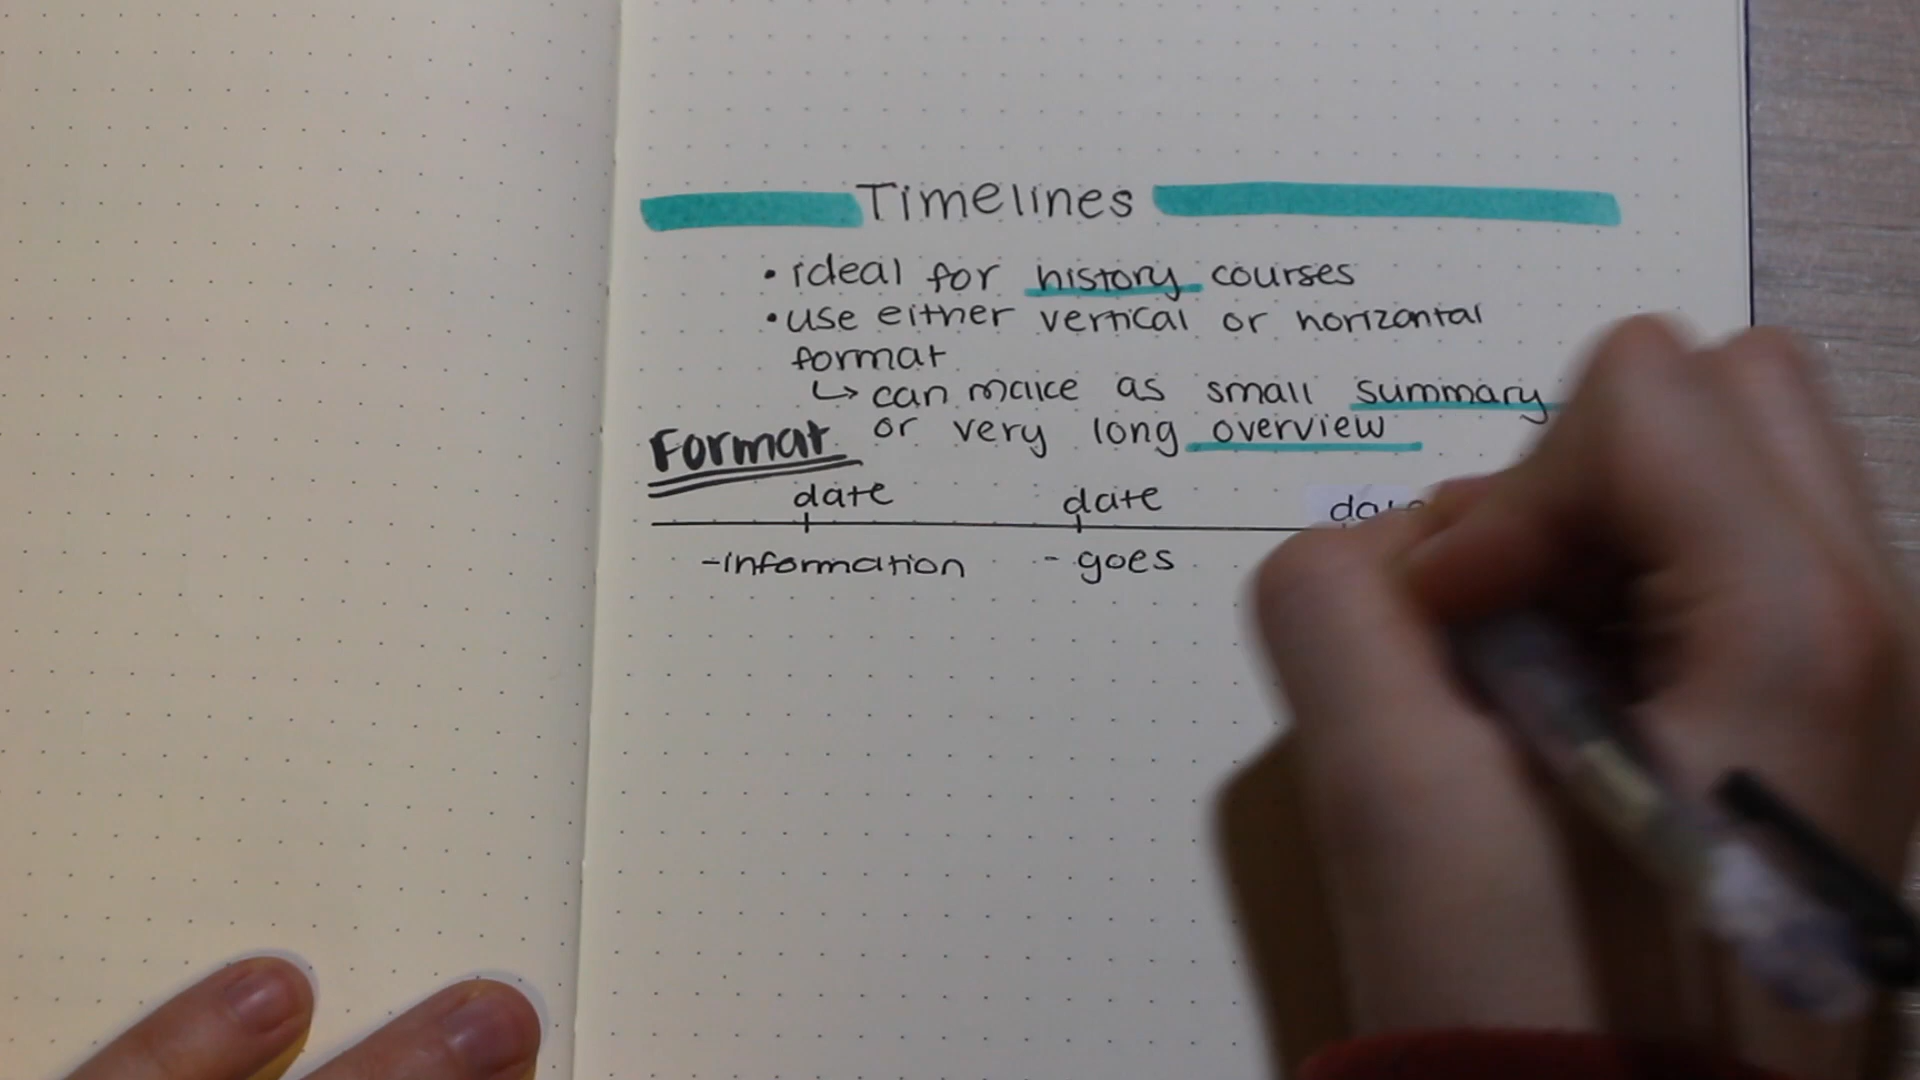 Timelines
• ideal for history courses
• use either vertical or horizontal
format
↳ can make as small summary
or very long overview
Format
date date date
-information - goes